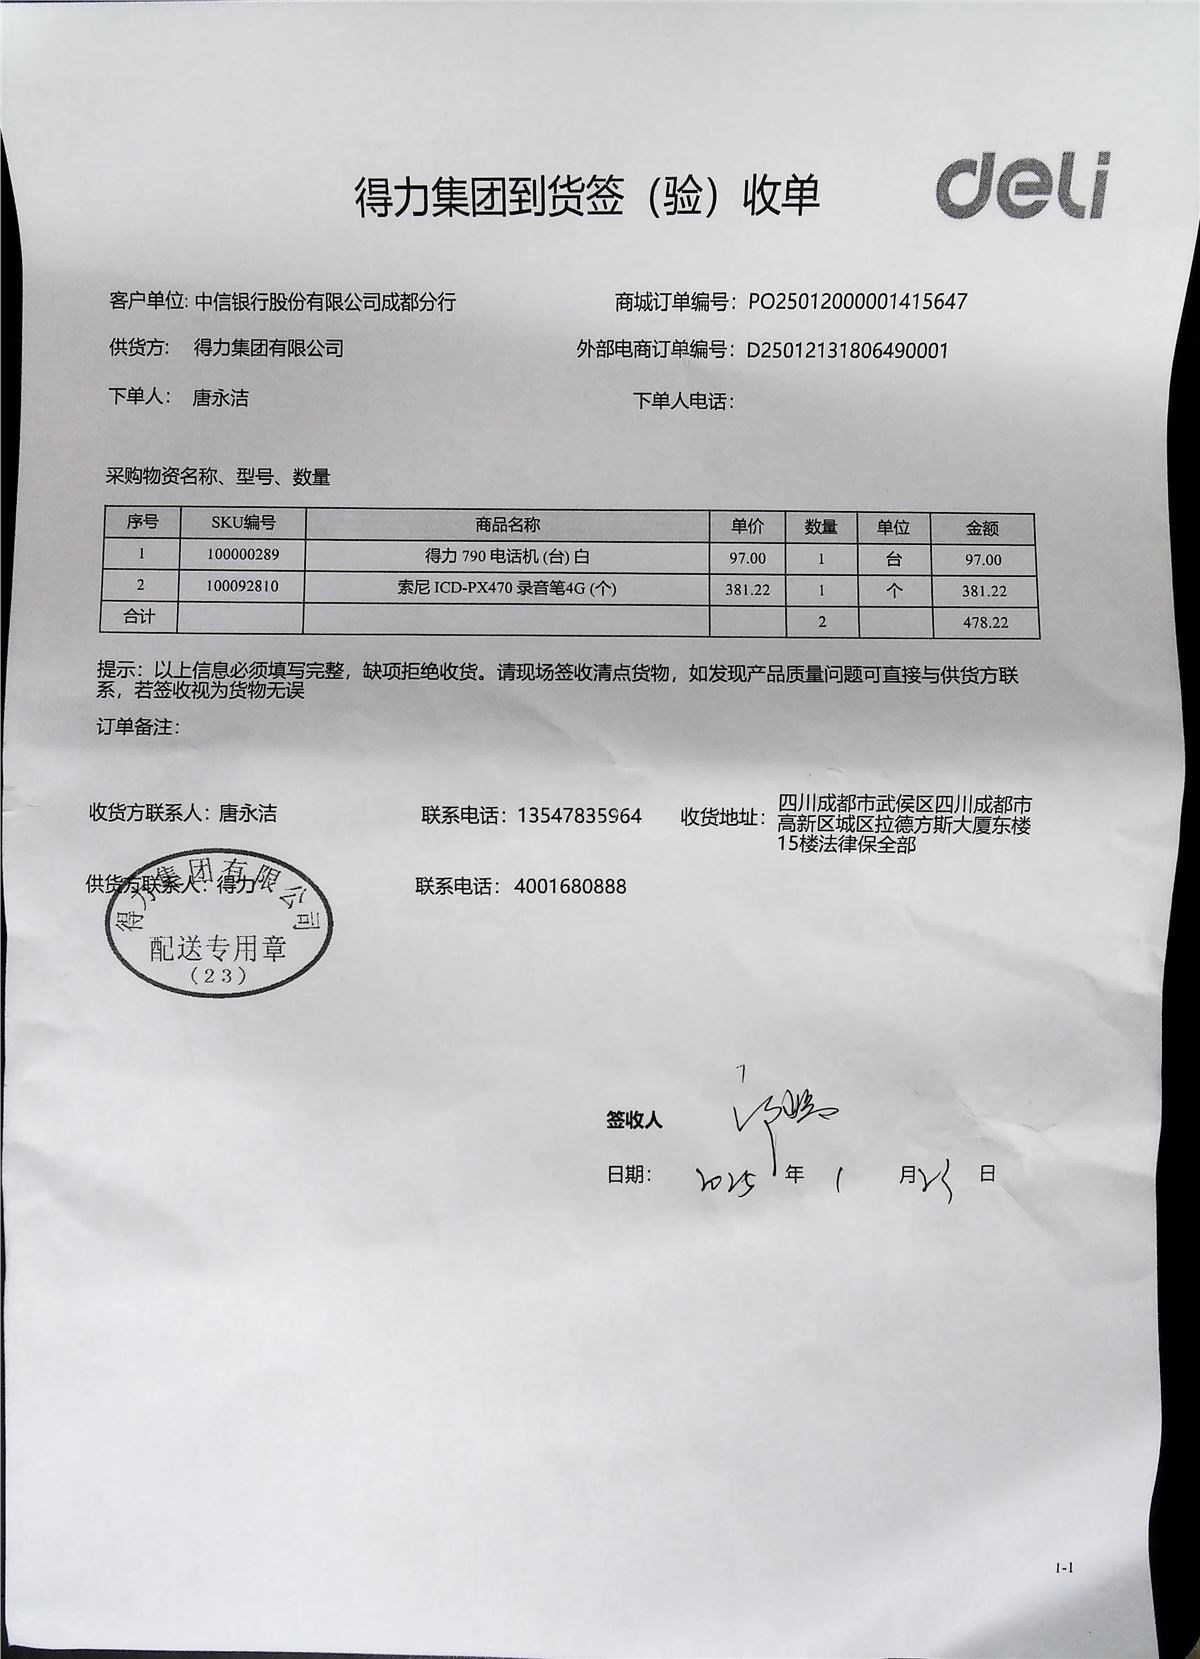 deli
得力集团到货签（验）收单
客户单位: 中信银行股份有限公司成都分行 商城订单编号：PO25012000001415647
供货方: 得力集团有限公司 外部电商订单编号：D25012131806490001
下单人： 唐永洁 下单人电话：
采购物资名称、型号、数量
序号 SKU编号 商品名称 单价 数量 单位 金额
1 100000289 得力 790 电话机 (台) 白 97.00 1 台 97.00
2 100092810 索尼 ICD-PX470 录音笔4G (个) 381.22 1 个 381.22
合计 2 478.22
提示：以上信息必须填写完整，缺项拒绝收货。请现场签收清点货物，如发现产品质量问题可直接与供货方联
系，若签收视为货物无误
订单备注：
收货方联系人：唐永洁 联系电话：13547835964 收货地址：四川成都市武侯区四川成都市
高新区城区拉德方斯大厦东楼
15楼法律保全部
供货方联系人：得力 联系电话：4001680888
得力集团有限公司
配送专用章
(23)
签收人
日期： 2025 年 1 月 23 日
1-1